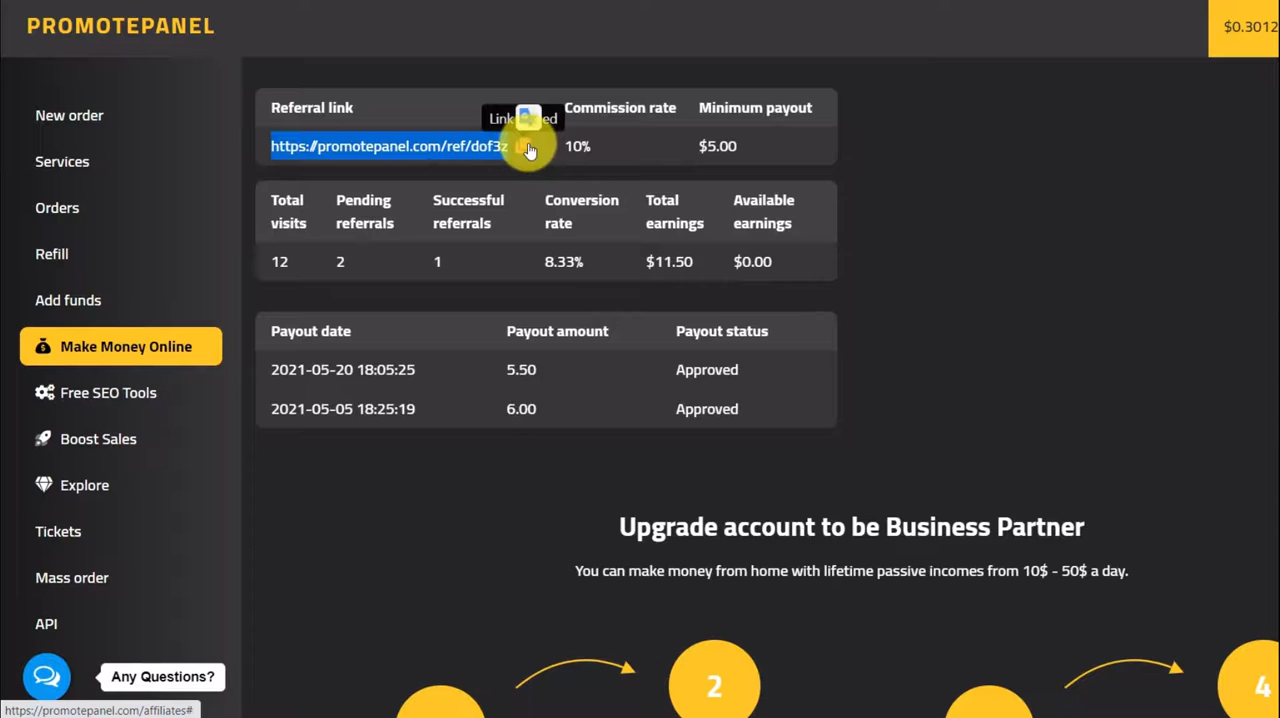 PROMOTEPANEL
$0.3012
New order
Services
Orders
Refill
Add funds
Make Money Online
Free SEO Tools
Boost Sales
Explore
Tickets
Mass order
API
Any Questions?
https://promotepanel.com/affiliates#
Referral link Commission rate Minimum payout
https://promotepanel.com/ref/dof3z 10% $5.00
Total visits Pending referrals Successful referrals Conversion rate Total earnings Available earnings
12 2 1 8.33% $11.50 $0.00
Payout date Payout amount Payout status
2021-05-20 18:05:25 5.50 Approved
2021-05-05 18:25:19 6.00 Approved
Upgrade account to be Business Partner
You can make money from home with lifetime passive incomes from 10$ - 50$ a day.
2
4